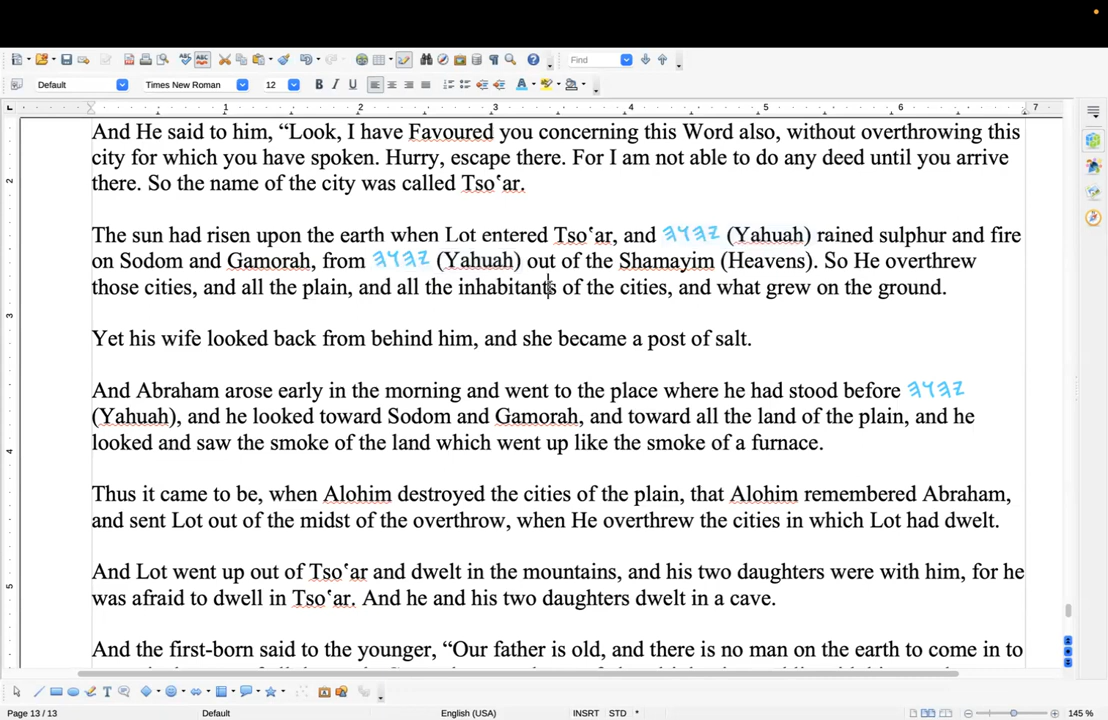 Find
Default
Times New Roman
12
B I U
1 2 3 4 5 6 7
And He said to him, “Look, I have Favoured you concerning this Word also, without overthrowing this
city for which you have spoken. Hurry, escape there. For I am not able to do any deed until you arrive
there. So the name of the city was called Tsoʽar.
The sun had risen upon the earth when Lot entered Tsoʽar, and 𐤉𐤄𐤅𐤄 (Yahuah) rained sulphur and fire
on Sodom and Gamorah, from 𐤉𐤄𐤅𐤄 (Yahuah) out of the Shamayim (Heavens). So He overthrew
those cities, and all the plain, and all the inhabitants of the cities, and what grew on the ground.
Yet his wife looked back from behind him, and she became a post of salt.
And Abraham arose early in the morning and went to the place where he had stood before 𐤉𐤄𐤅𐤄
(Yahuah), and he looked toward Sodom and Gamorah, and toward all the land of the plain, and he
looked and saw the smoke of the land which went up like the smoke of a furnace.
Thus it came to be, when Alohim destroyed the cities of the plain, that Alohim remembered Abraham,
and sent Lot out of the midst of the overthrow, when He overthrew the cities in which Lot had dwelt.
And Lot went up out of Tsoʽar and dwelt in the mountains, and his two daughters were with him, for he
was afraid to dwell in Tsoʽar. And he and his two daughters dwelt in a cave.
And the first-born said to the younger, “Our father is old, and there is no man on the earth to come in to
Page 13 / 13
Default
English (USA)
INSRT
STD
*
145 %